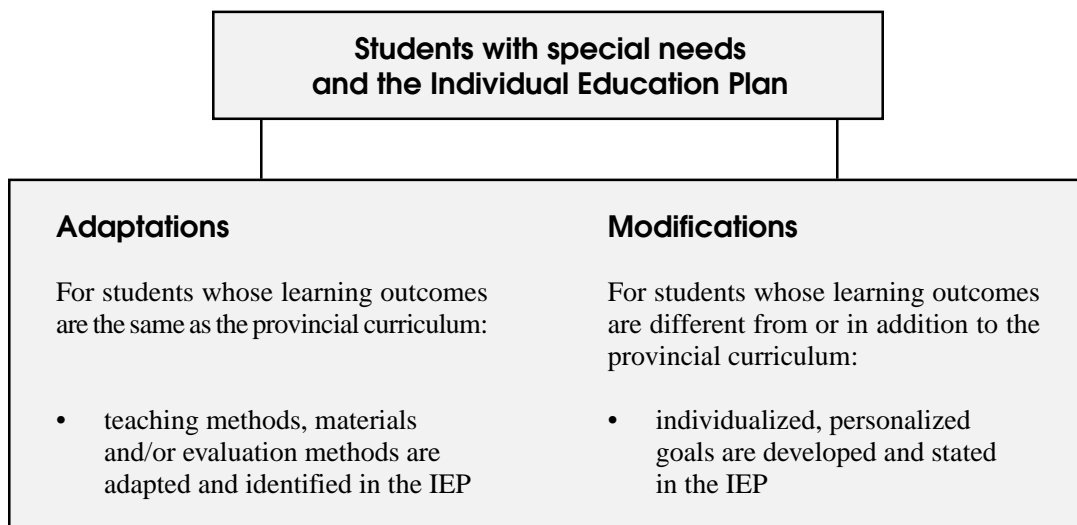 Students with special needs
and the Individual Education Plan
Adaptations
For students whose learning outcomes
are the same as the provincial curriculum:
• teaching methods, materials
and/or evaluation methods are
adapted and identified in the IEP
Modifications
For students whose learning outcomes
are different from or in addition to the
provincial curriculum:
• individualized, personalized
goals are developed and stated
in the IEP